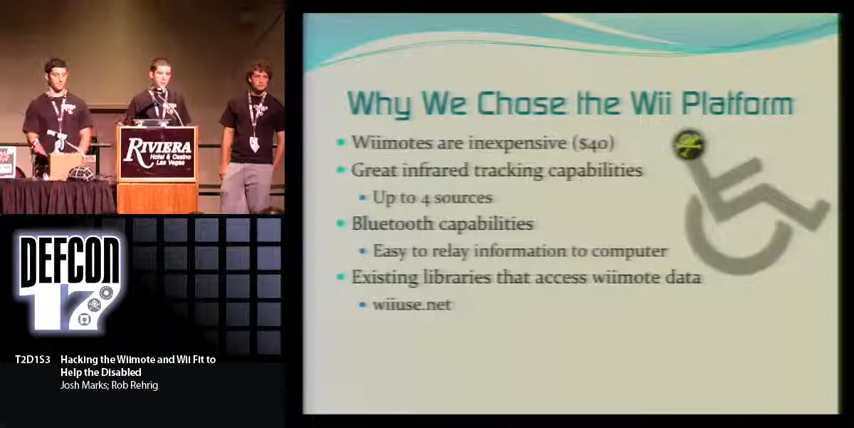 RIVIERA
Hotel & Casino
Las Vegas
DEFCON
17
T2D1S3 Hacking the Wiimote and Wii Fit to
Help the Disabled
Josh Marks; Rob Rehrig
Why We Chose the Wii Platform
Wiimotes are inexpensive ($40)
Great infrared tracking capabilities
Up to 4 sources
Bluetooth capabilities
Easy to relay information to computer
Existing libraries that access wiimote data
wiiuse.net